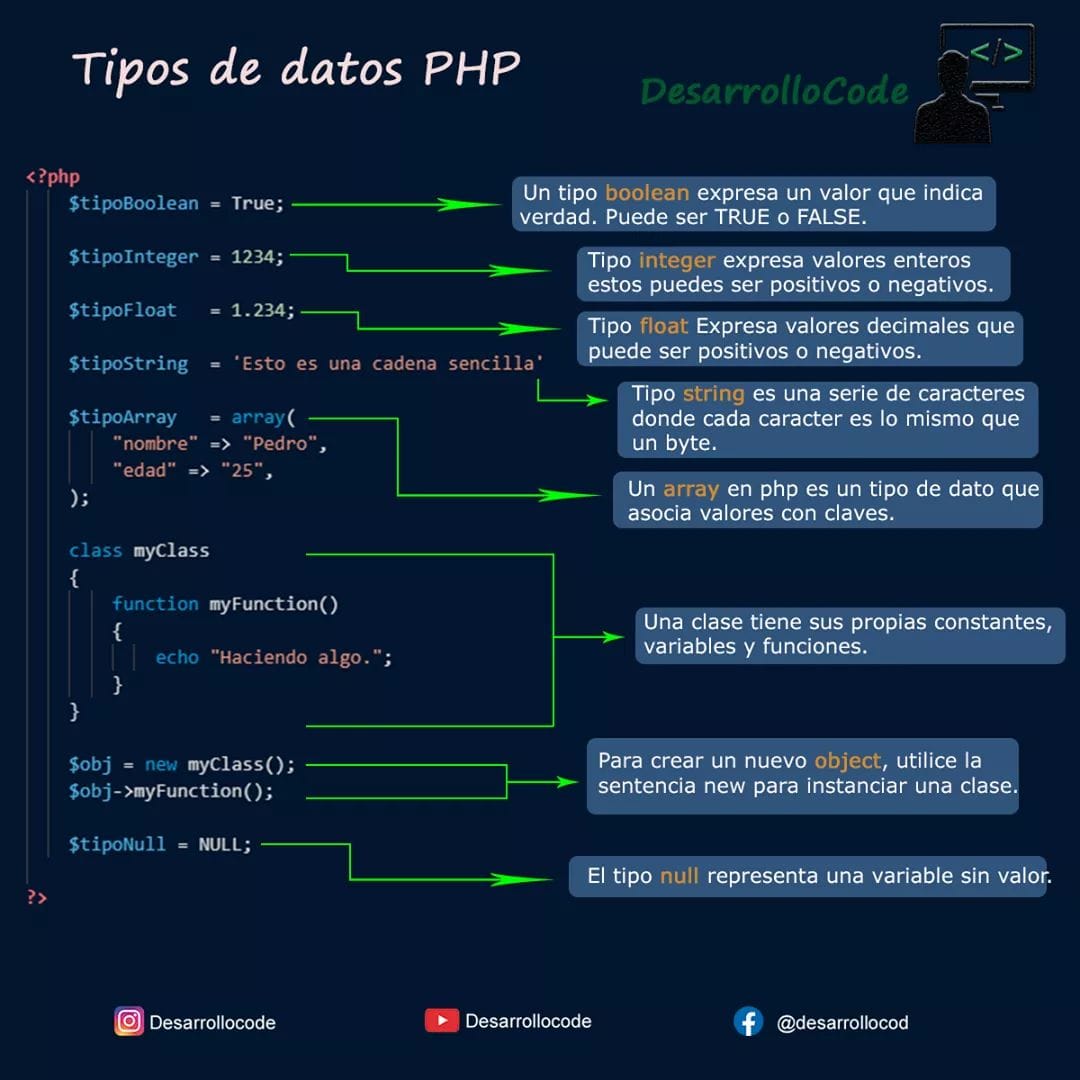 Tipos de datos PHP
DesarrolloCode
</>
<?php
$tipoBoolean = True;
Un tipo boolean expresa un valor que indica
verdad. Puede ser TRUE o FALSE.
$tipoInteger = 1234;
Tipo integer expresa valores enteros
estos puedes ser positivos o negativos.
$tipoFloat = 1.234;
Tipo float Expresa valores decimales que
puede ser positivos o negativos.
$tipoString = 'Esto es una cadena sencilla'
Tipo string es una serie de caracteres
donde cada caracter es lo mismo que
un byte.
$tipoArray = array(
"nombre" => "Pedro",
"edad" => "25",
);
Un array en php es un tipo de dato que
asocia valores con claves.
class myClass
{
function myFunction()
{
echo "Haciendo algo.";
}
}
Una clase tiene sus propias constantes,
variables y funciones.
$obj = new myClass();
$obj->myFunction();
Para crear un nuevo object, utilice la
sentencia new para instanciar una clase.
$tipoNull = NULL;
El tipo null representa una variable sin valor.
?>
Desarrollocode
Desarrollocode
@desarrollocod